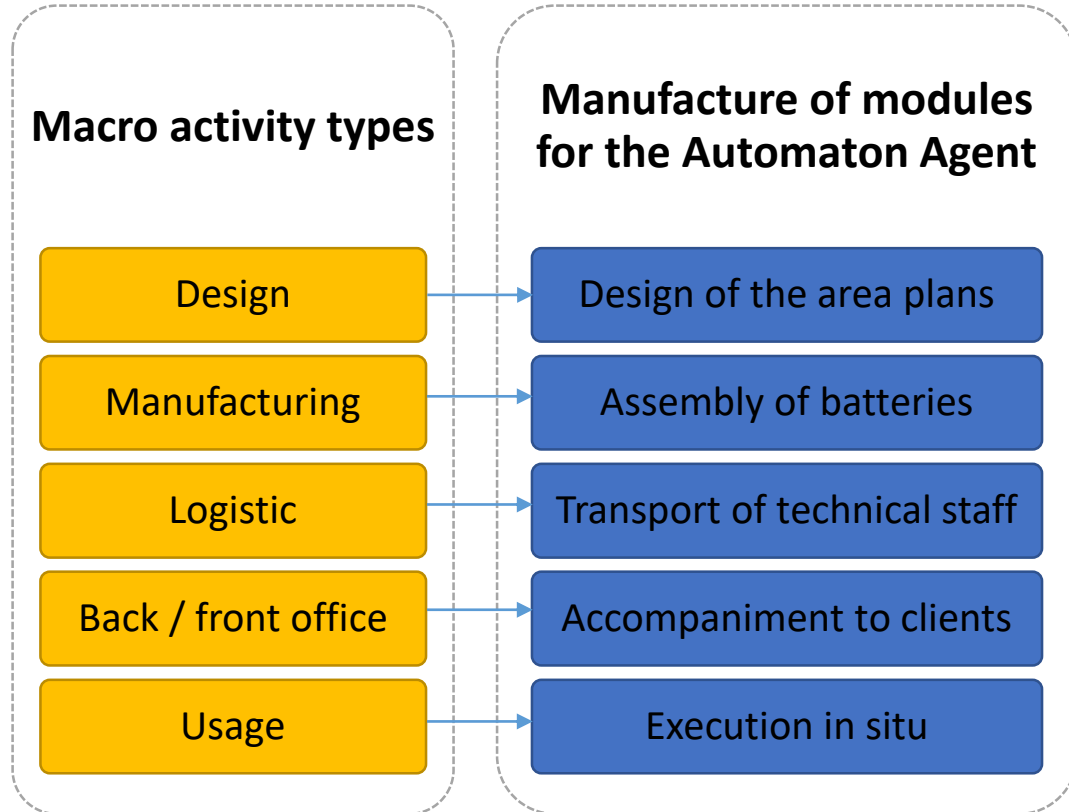 Macro activity types
Manufacture of modules
for the Automaton Agent
Design
Design of the area plans
Manufacturing
Assembly of batteries
Logistic
Transport of technical staff
Back / front office
Accompaniment to clients
Usage
Execution in situ